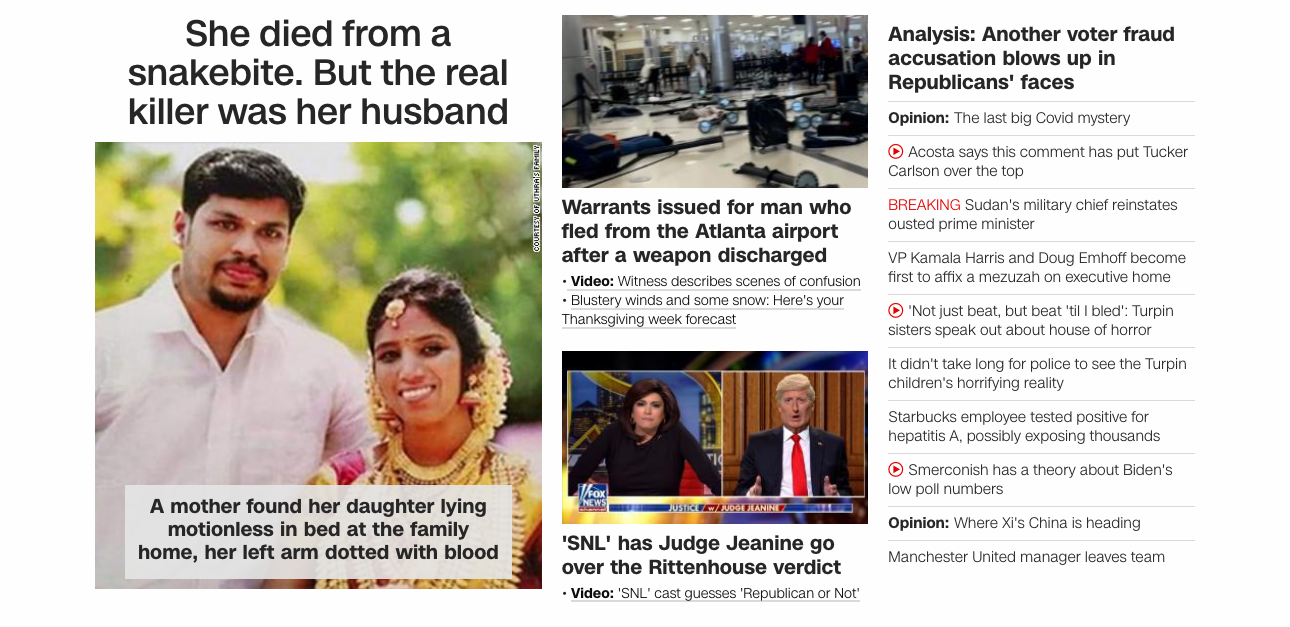 She died from a
snakebite. But the real
killer was her husband
COURTESY OF UTHRA'S FAMILY
A mother found her daughter lying
motionless in bed at the family
home, her left arm dotted with blood
Warrants issued for man who
fled from the Atlanta airport
after a weapon discharged
• Video: Witness describes scenes of confusion
• Blustery winds and some snow: Here's your
Thanksgiving week forecast
FOX
NEWS
JUSTICE w/ JUDGE JEANINE
'SNL' has Judge Jeanine go
over the Rittenhouse verdict
• Video: 'SNL' cast guesses 'Republican or Not'
Analysis: Another voter fraud
accusation blows up in
Republicans' faces
Opinion: The last big Covid mystery
Acosta says this comment has put Tucker
Carlson over the top
BREAKING Sudan's military chief reinstates
ousted prime minister
VP Kamala Harris and Doug Emhoff become
first to affix a mezuzah on executive home
'Not just beat, but beat 'til I bled': Turpin
sisters speak out about house of horror
It didn't take long for police to see the Turpin
children's horrifying reality
Starbucks employee tested positive for
hepatitis A, possibly exposing thousands
Smerconish has a theory about Biden's
low poll numbers
Opinion: Where Xi's China is heading
Manchester United manager leaves team